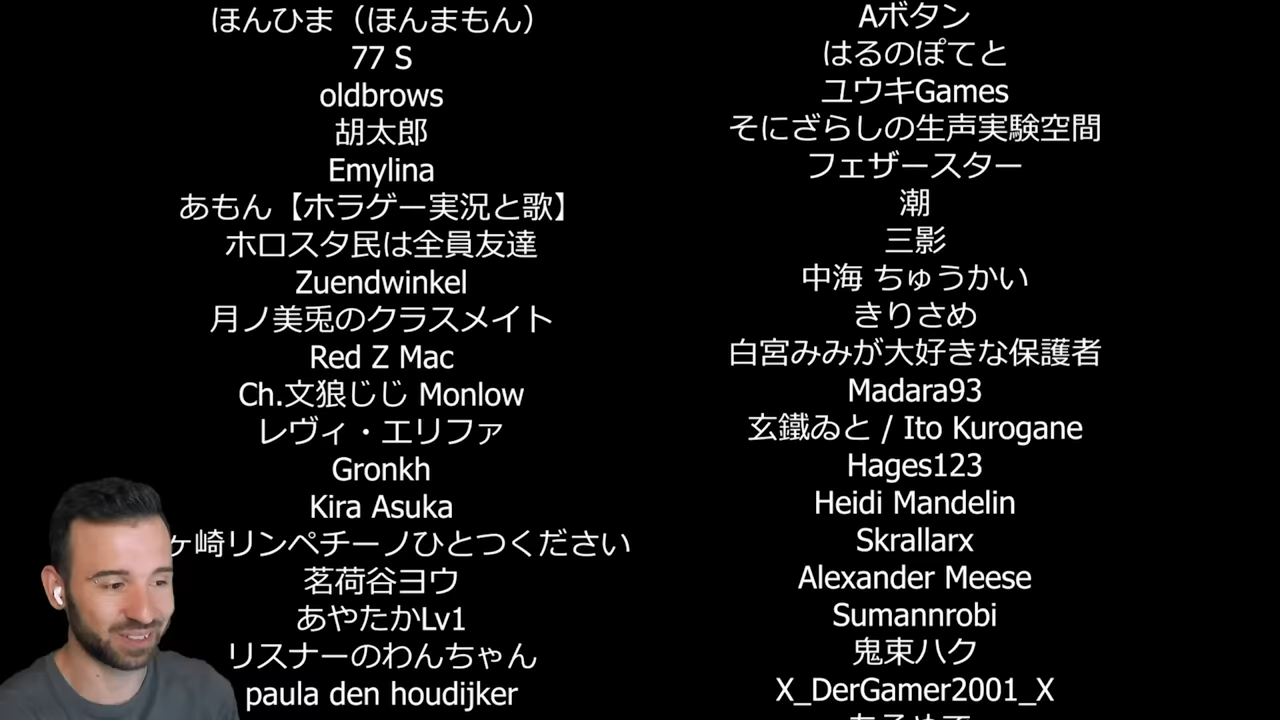 ほんひま（ほんまもん）
77 S
oldbrows
胡太郎
Emylina
あもん【ホラゲー実況と歌】
ホロスタ民は全員友達
Zuendwinkel
月ノ美兎のクラスメイト
Red Z Mac
Ch.文狼じじ Monlow
レヴィ・エリファ
Gronkh
Kira Asuka
ヶ崎リンペチーノひとつください
茗荷谷ヨウ
あやたかLv1
リスナーのわんちゃん
paula den houdijker
Aボタン
はるのぽてと
ユウキGames
そにざらしの生声実験空間
フェザースター
潮
三影
中海 ちゅうかい
きりさめ
白宮みみが大好きな保護者
Madara93
玄鐵ゐと / Ito Kurogane
Hages123
Heidi Mandelin
Skrallarx
Alexander Meese
Sumannrobi
鬼束ハク
X_DerGamer2001_X